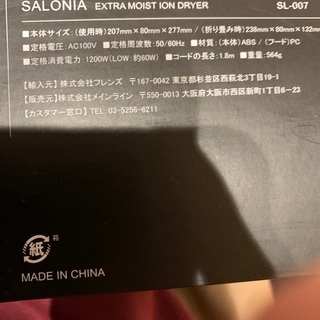 SALONIA EXTRA MOIST ION DRYER SL-007
■本体サイズ:(使用時)207mm×80mm×277mm/(折り畳み時)238mm×80mm×132mm
■定格電圧:AC100V ■定格周波数:50/60Hz ■材質:(本体)ABS/(フード)PC
■定格消費電力:1200W(LOW:約60W) ■コードの長さ:1.8m ■重量:564g
【輸入元】株式会社フレンズ 〒167-0042 東京都杉並区西荻北3丁目19-1
【販売元】株式会社メインライン 〒550-0013 大阪府大阪市西区新町1丁目6-23
【カスタマー窓口】 TEL 03-5256-8211
紙 箱
MADE IN CHINA